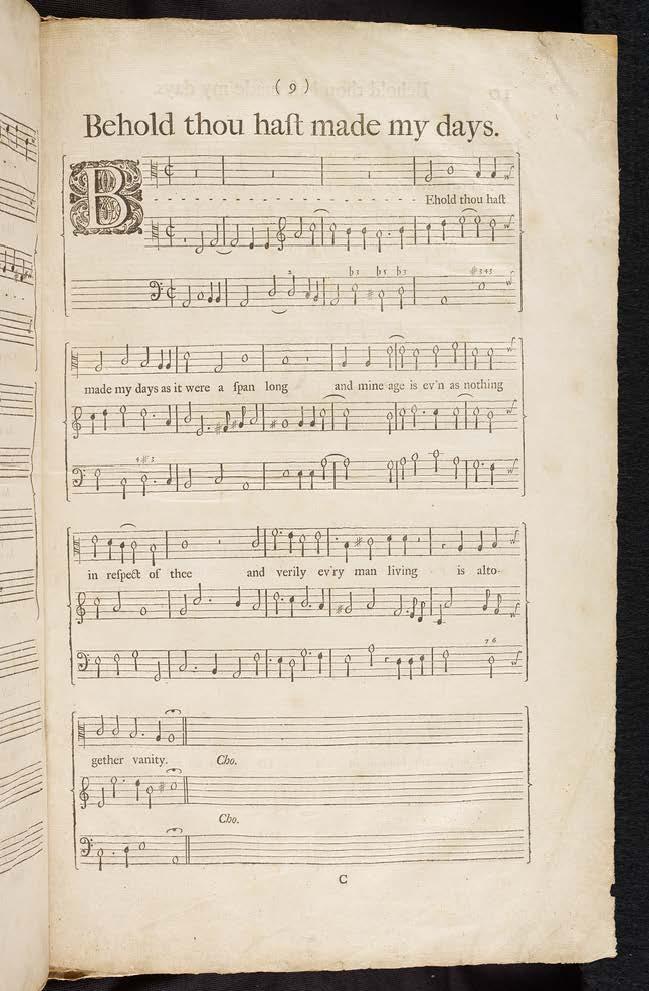 ( 9 )
Behold thou haſt made my days.
B
Ehold thou haſt
2 b3 b5 b3 #343
made my days as it were a ſpan long and mine age is ev'n as nothing
4 # 3
in reſpect of thee and verily ev'ry man living is alto-
7 6
gether vanity. Cho.
Cho.
C